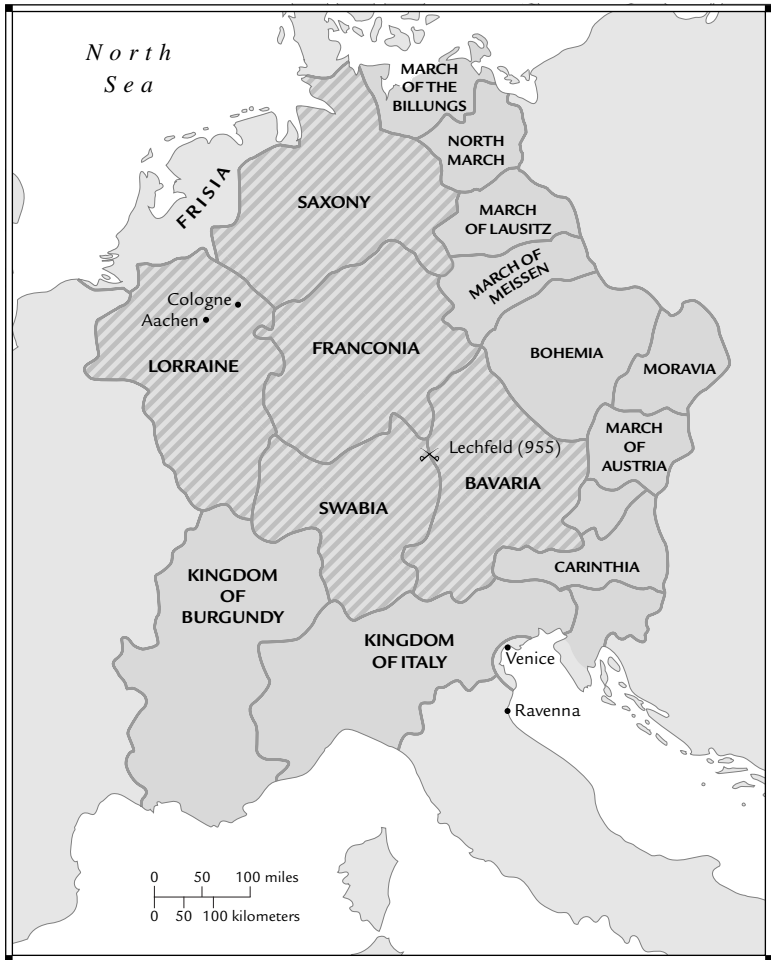 North
Sea
MARCH
OF THE
BILLUNGS
NORTH
MARCH
FRISIA
SAXONY
MARCH
OF LAUSITZ
MARCH OF
MEISSEN
Cologne
Aachen
LORRAINE
FRANCONIA
BOHEMIA
MORAVIA
MARCH
OF
AUSTRIA
Lechfeld (955)
BAVARIA
SWABIA
CARINTHIA
KINGDOM
OF
BURGUNDY
KINGDOM
OF ITALY
Venice
Ravenna
0 50 100 miles
0 50 100 kilometers